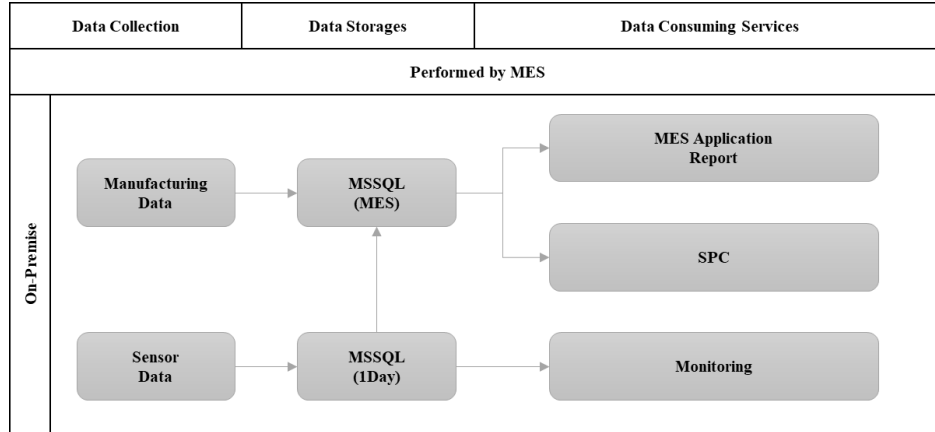 Data Collection
Data Storages
Data Consuming Services
Performed by MES
On-Premise
Manufacturing
Data
MSSQL
(MES)
MES Application
Report
SPC
Sensor
Data
MSSQL
(1Day)
Monitoring